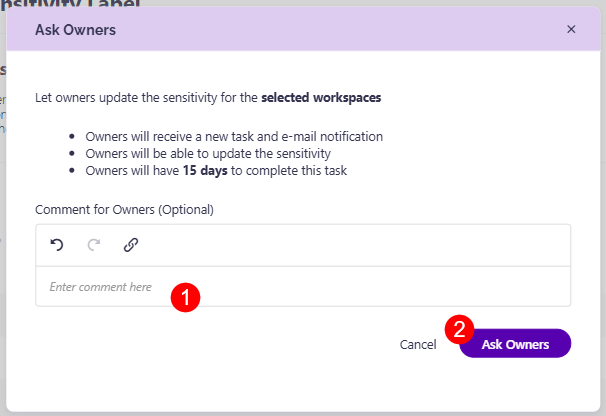 nsitivity Label
Ask Owners
Let owners update the sensitivity for the selected workspaces
Owners will receive a new task and e-mail notification
Owners will be able to update the sensitivity
Owners will have 15 days to complete this task
Comment for Owners (Optional)
Enter comment here
1
2
Cancel
Ask Owners